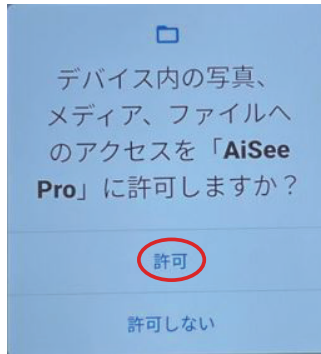 デバイス内の写真、
メディア、ファイルへ
のアクセスを「AiSee
Pro」に許可しますか？
許可
許可しない